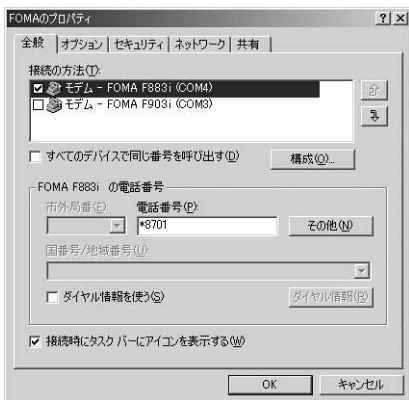 FOMAのプロパティ
全般 オプション セキュリティ ネットワーク 共有
接続の方法(T):
モデム - FOMA F883i (COM4)
モデム - FOMA F903i (COM3)
すべてのデバイスで同じ番号を呼び出す(D) 構成(O)...
FOMA F883i の電話番号
市外局番(E): 電話番号(P):
*8701 その他(N)
国番号/地域番号(U):
ダイヤル情報を使う(S) ダイヤル情報(R)
接続時にタスク バーにアイコンを表示する(W)
OK キャンセル